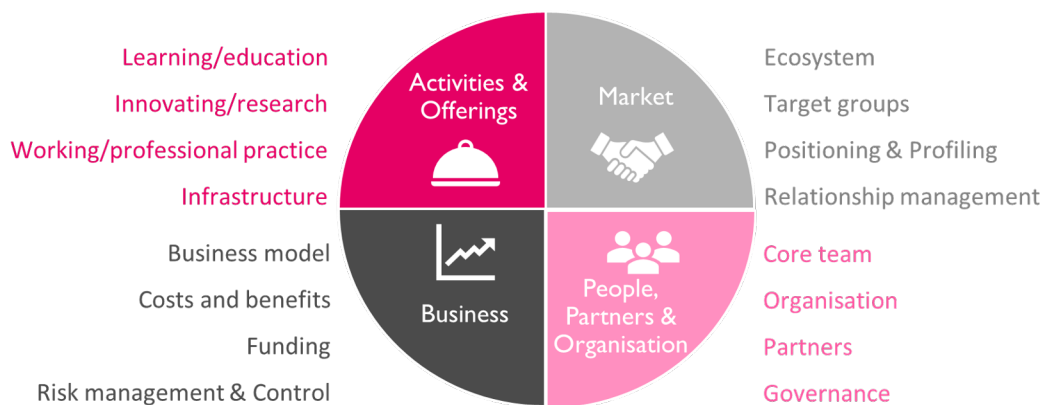 Learning/education
Innovating/research
Working/professional practice
Infrastructure
Activities &
Offerings
Market
Ecosystem
Target groups
Positioning & Profiling
Relationship management
Business model
Costs and benefits
Funding
Risk management & Control
Business
People,
Partners &
Organisation
Core team
Organisation
Partners
Governance